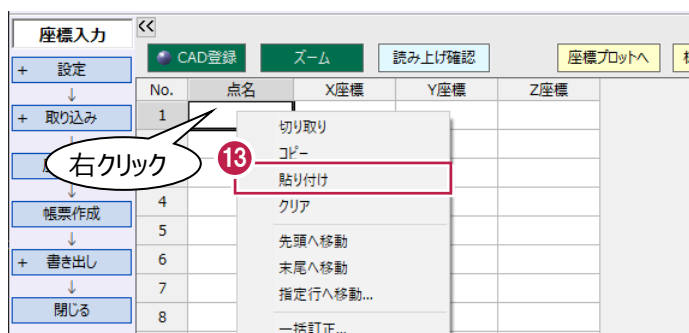 座標入力
<<
+ 設定
↓
+ 取り込み
↓
↓
帳票作成
↓
+ 書き出し
↓
閉じる
CAD登録 ズーム 読み上げ確認 座標プロットへ
No. 点名 X座標 Y座標 Z座標
1
4
5
6
7
8
右クリック
13
切り取り
コピー
貼り付け
クリア
先頭へ移動
末尾へ移動
指定行へ移動...
一括訂正...